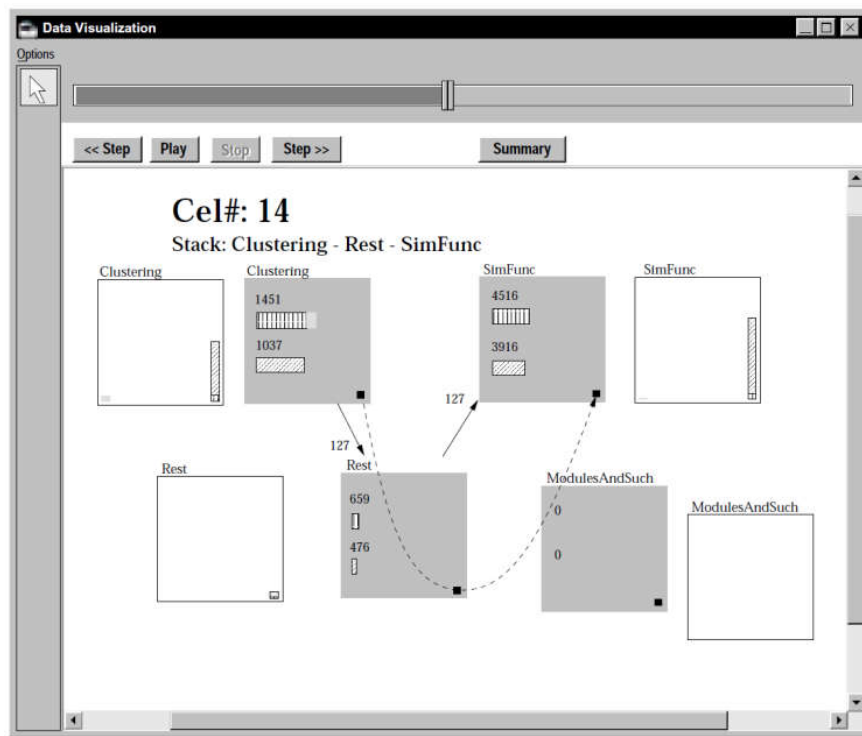 Data Visualization
Options
<< Step Play Stop Step >> Summary
Cel#: 14
Stack: Clustering - Rest - SimFunc
Clustering Clustering SimFunc SimFunc
1451 4516
1037 3916
127
127
Rest Rest ModulesAndSuch ModulesAndSuch
659 0
476 0